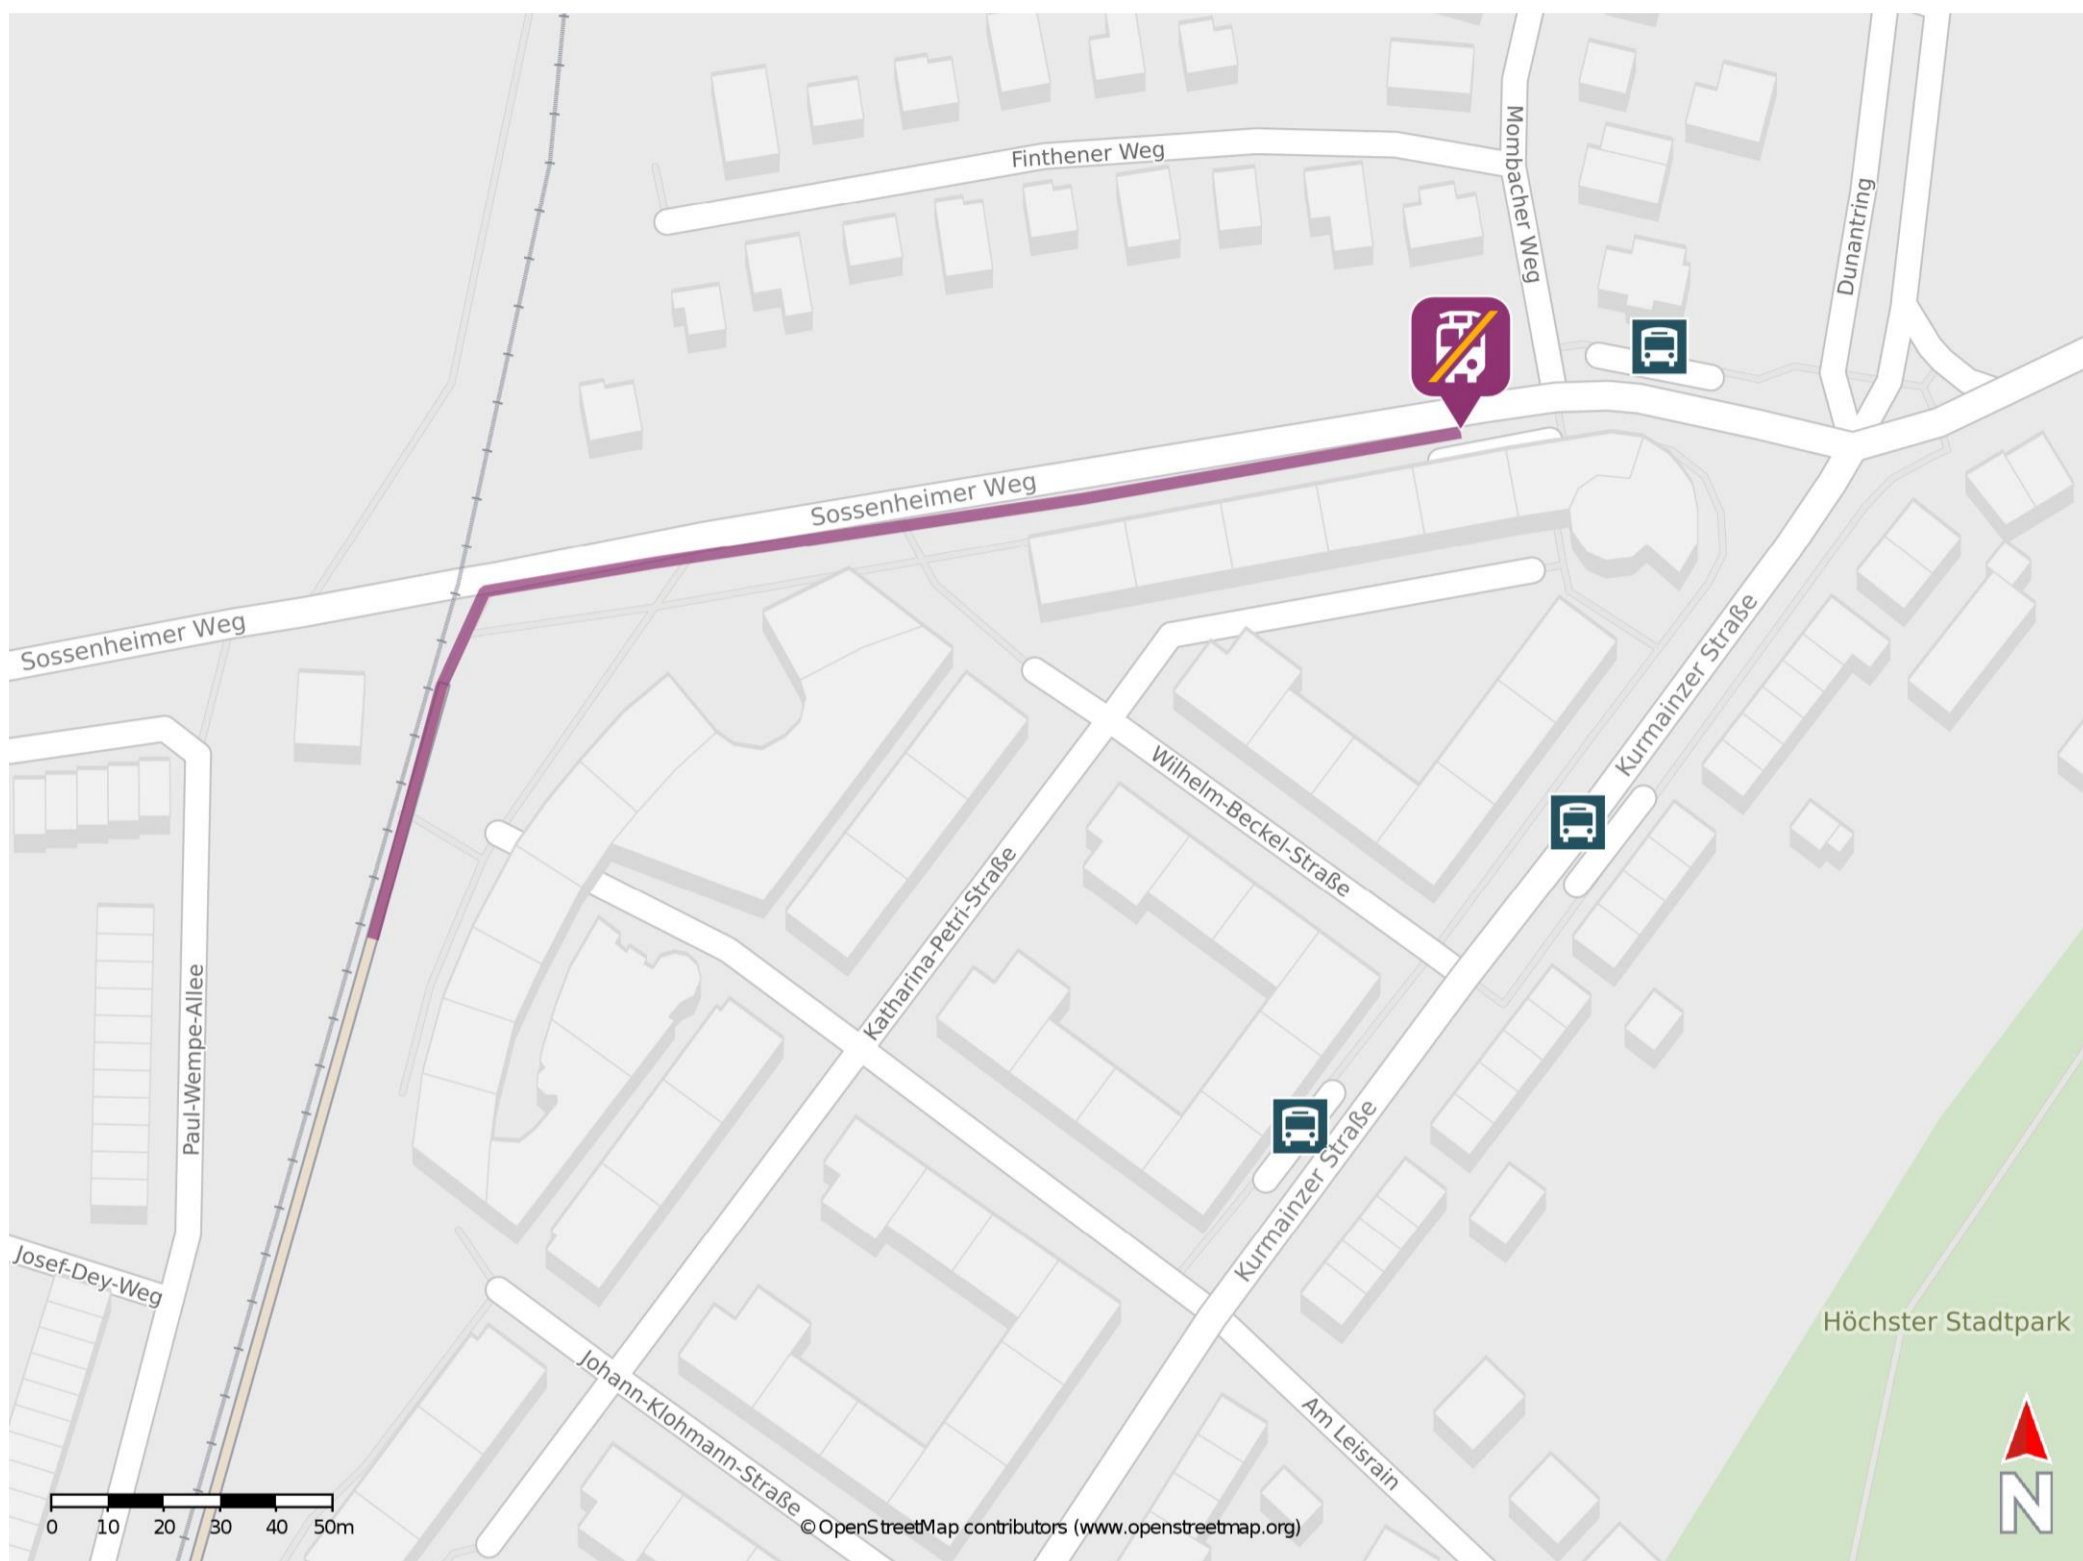 Finthener Weg
Mombacher Weg
Dunantring
Sossenheimer Weg
Sossenheimer Weg
Kurmainzer Straße
Wilhelm-Beckel-Straße
Katharina-Petri-Straße
Paul-Wempe-Allee
Kurmainzer Straße
Josef-Dey-Weg
Höchster Stadtpark
Johann-Klohmann-Straße
Am Leisrain
N
0 10 20 30 40 50m
©OpenStreetMap contributors (www.openstreetmap.org)